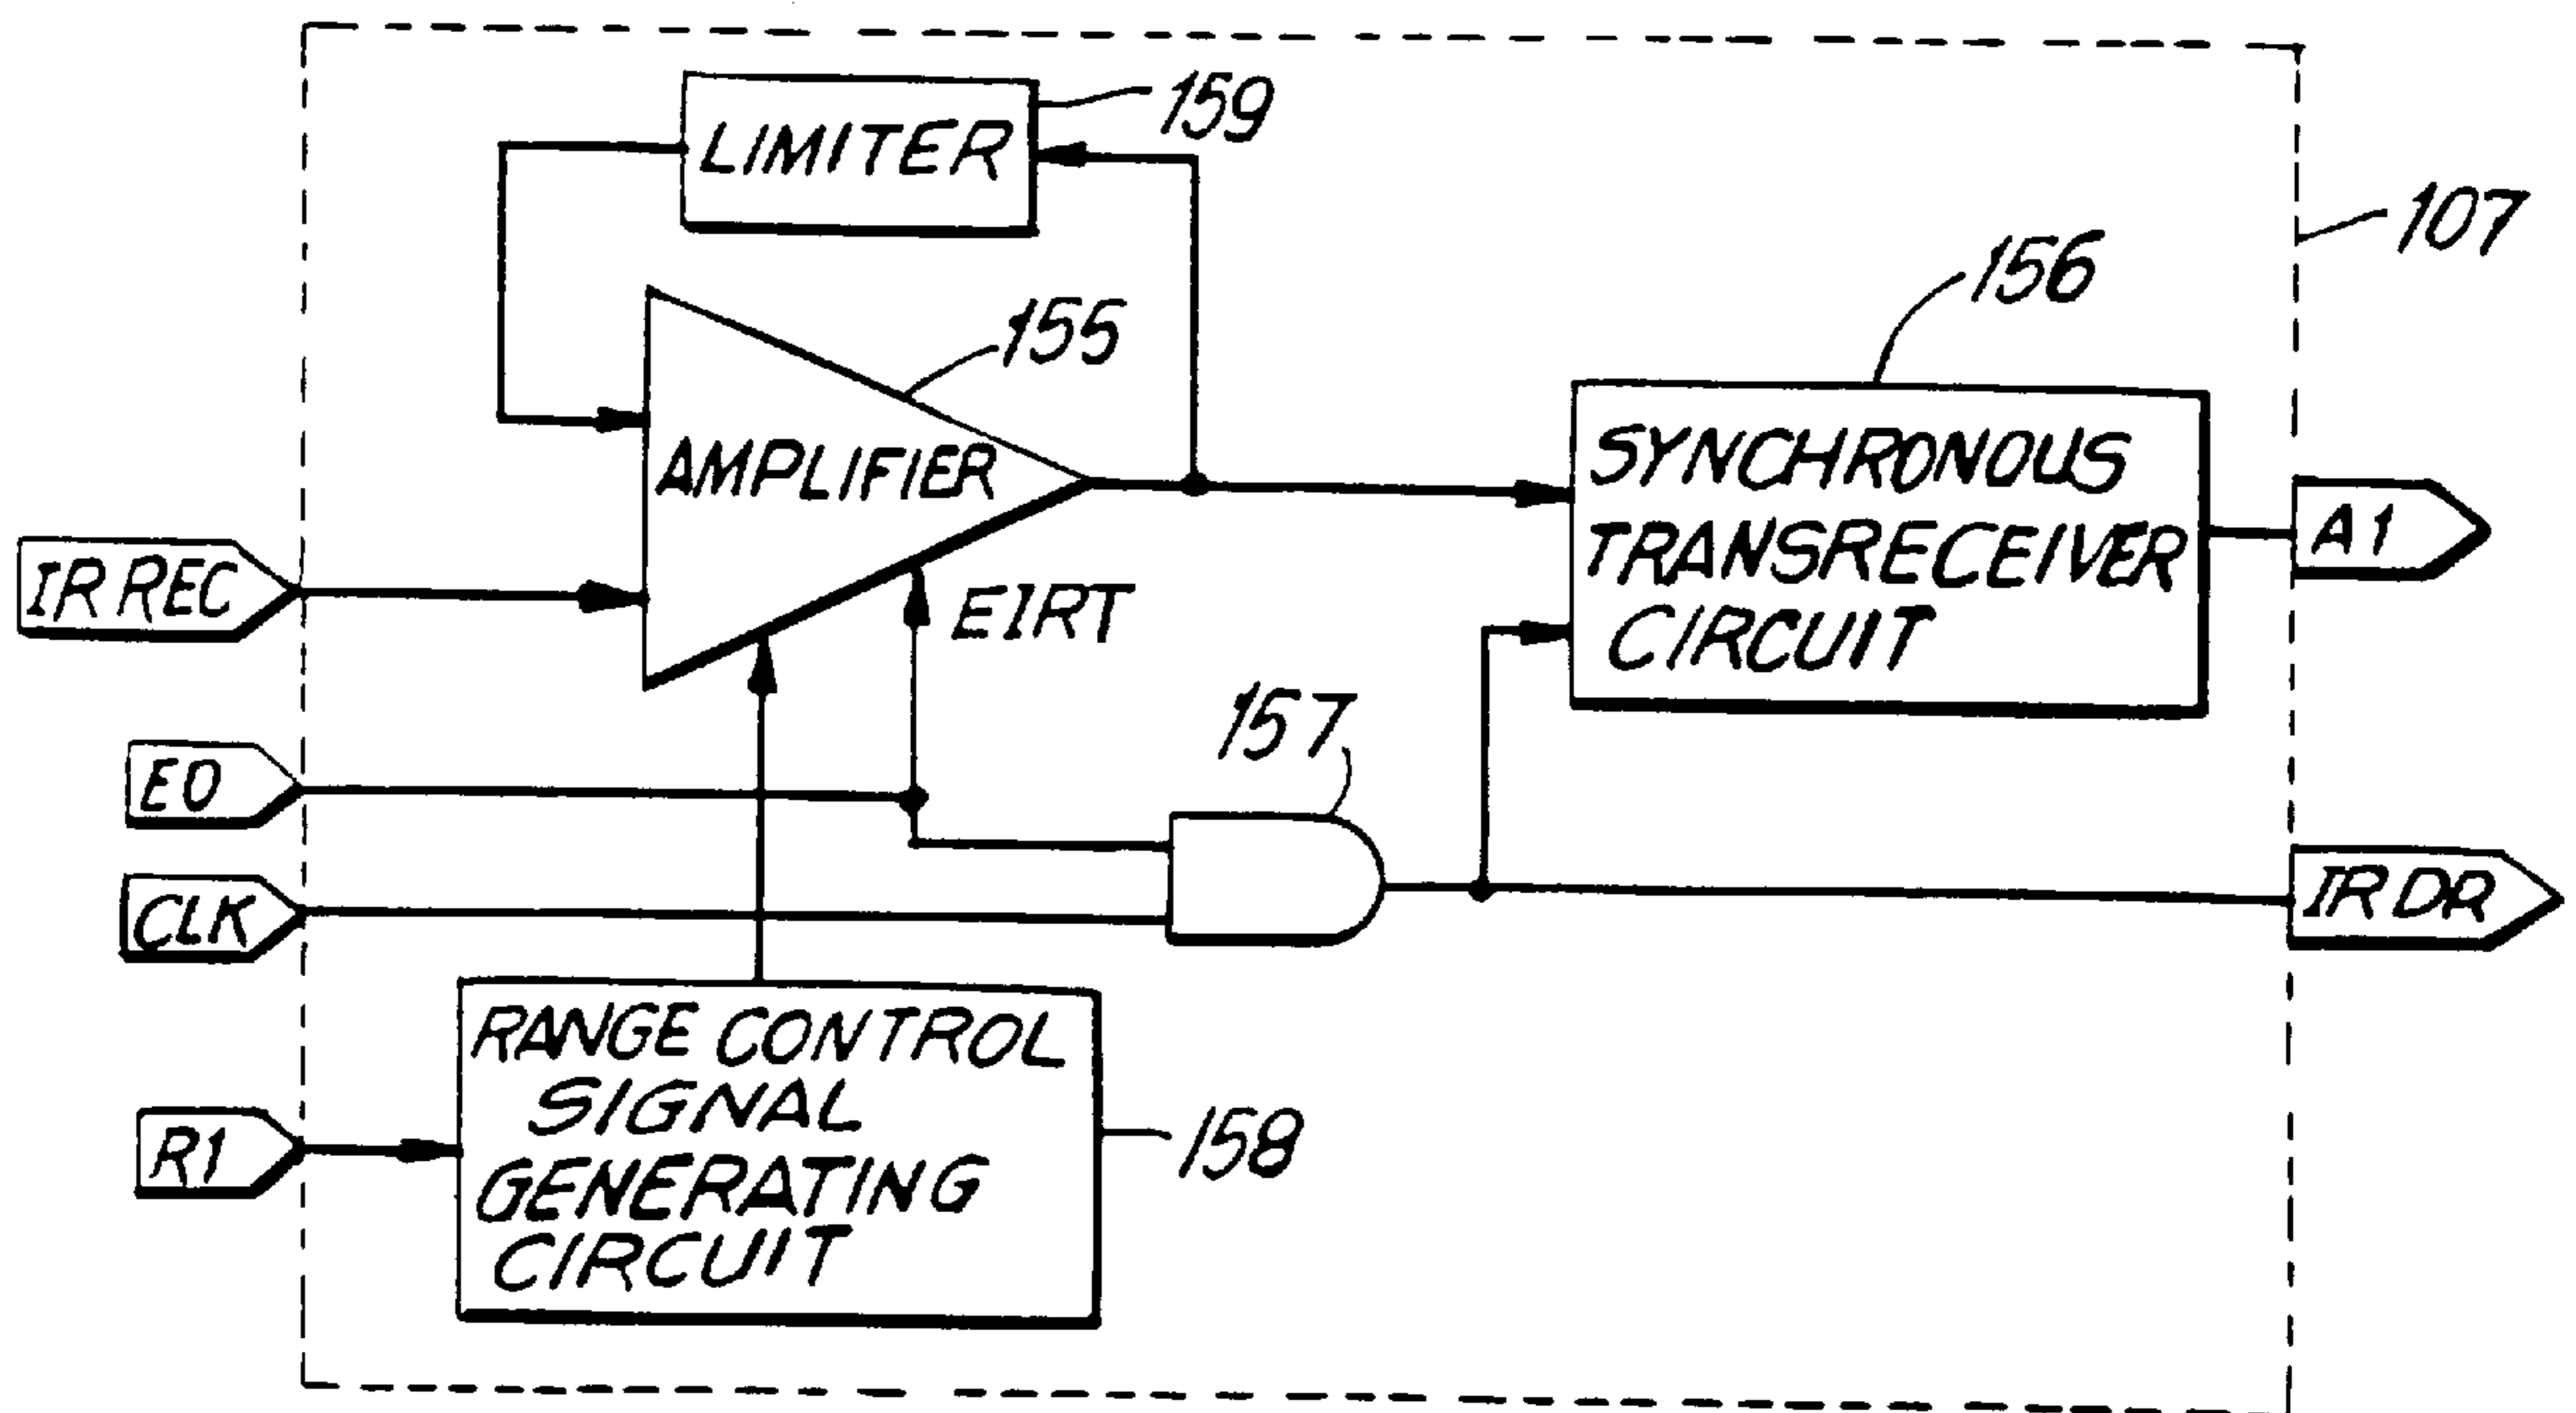 LIMITER
159
107
155
156
AMPLIFIER
SYNCHRONOUS
TRANSRECEIVER
CIRCUIT
A1
IR REC
EIRT
157
E0
CLK
IR DR
RANGE CONTROL
SIGNAL
GENERATING
CIRCUIT
R1
158